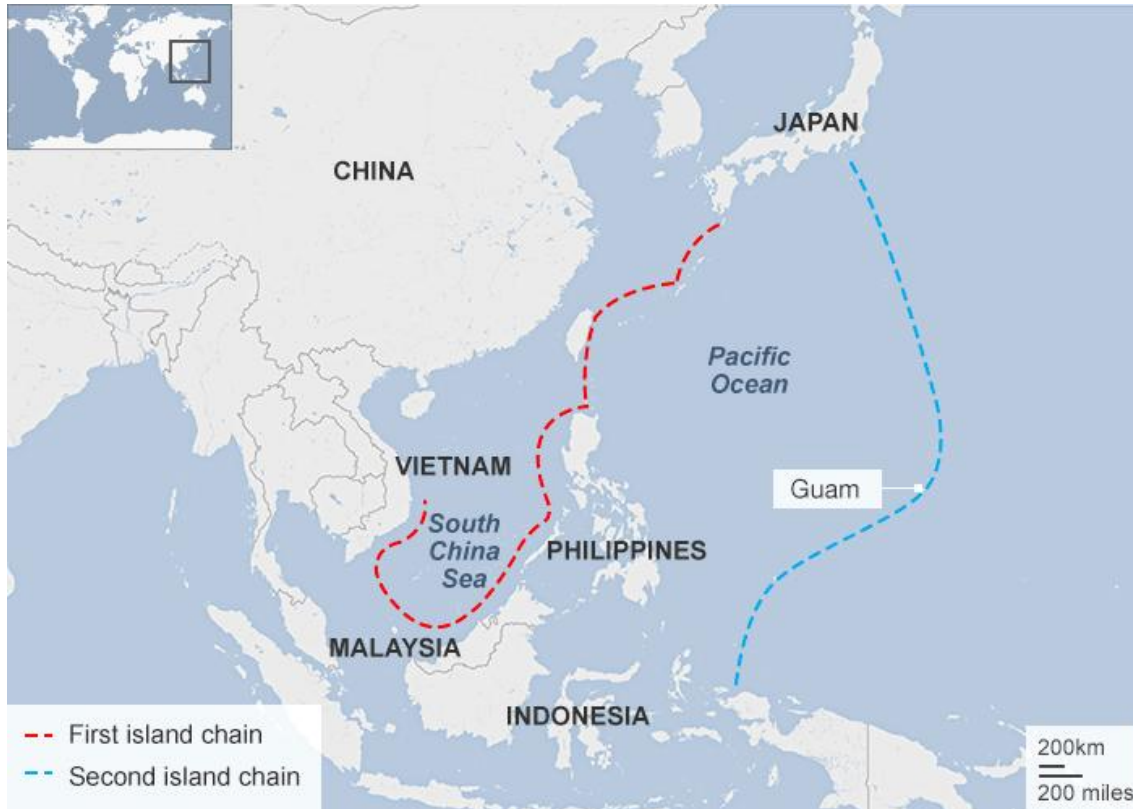 JAPAN
CHINA
Pacific
Ocean
VIETNAM
Guam
South
China
Sea
PHILIPPINES
MALAYSIA
INDONESIA
First island chain
Second island chain
200km
200 miles